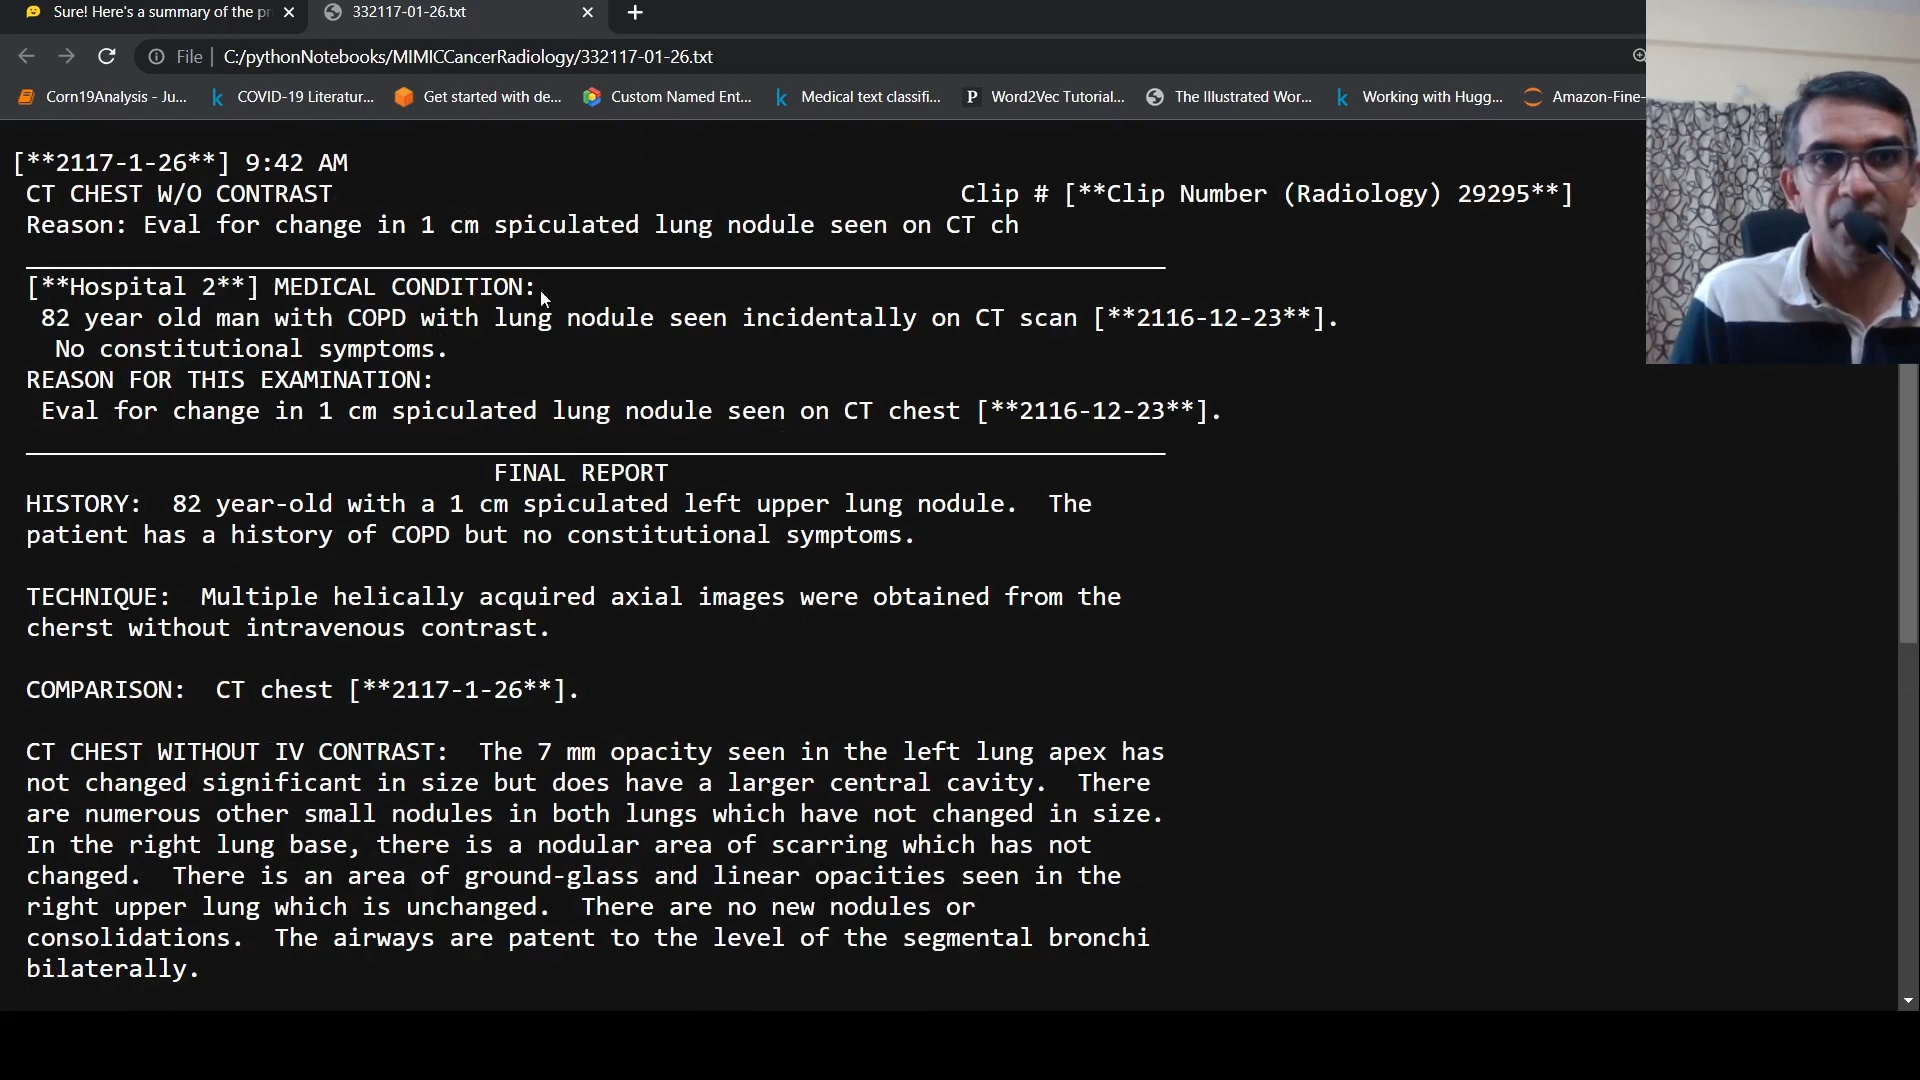 Sure! Here's a summary of the pr
332117-01-26.txt
File
C:/pythonNotebooks/MIMICCancerRadiology/332117-01-26.txt
Corn19Analysis - Ju...
COVID-19 Literatur...
Get started with de...
Custom Named Ent...
Medical text classifi...
Word2Vec Tutorial...
The Illustrated Wor...
Working with Hugg...
Amazon-Fine-
[**2117-1-26**] 9:42 AM
CT CHEST W/O CONTRAST Clip # [**Clip Number (Radiology) 29295**]
Reason: Eval for change in 1 cm spiculated lung nodule seen on CT ch
[**Hospital 2**] MEDICAL CONDITION:
82 year old man with COPD with lung nodule seen incidentally on CT scan [**2116-12-23**].
No constitutional symptoms.
REASON FOR THIS EXAMINATION:
Eval for change in 1 cm spiculated lung nodule seen on CT chest [**2116-12-23**].
FINAL REPORT
HISTORY: 82 year-old with a 1 cm spiculated left upper lung nodule. The
patient has a history of COPD but no constitutional symptoms.
TECHNIQUE: Multiple helically acquired axial images were obtained from the
cherst without intravenous contrast.
COMPARISON: CT chest [**2117-1-26**].
CT CHEST WITHOUT IV CONTRAST: The 7 mm opacity seen in the left lung apex has
not changed significant in size but does have a larger central cavity. There
are numerous other small nodules in both lungs which have not changed in size.
In the right lung base, there is a nodular area of scarring which has not
changed. There is an area of ground-glass and linear opacities seen in the
right upper lung which is unchanged. There are no new nodules or
consolidations. The airways are patent to the level of the segmental bronchi
bilaterally.